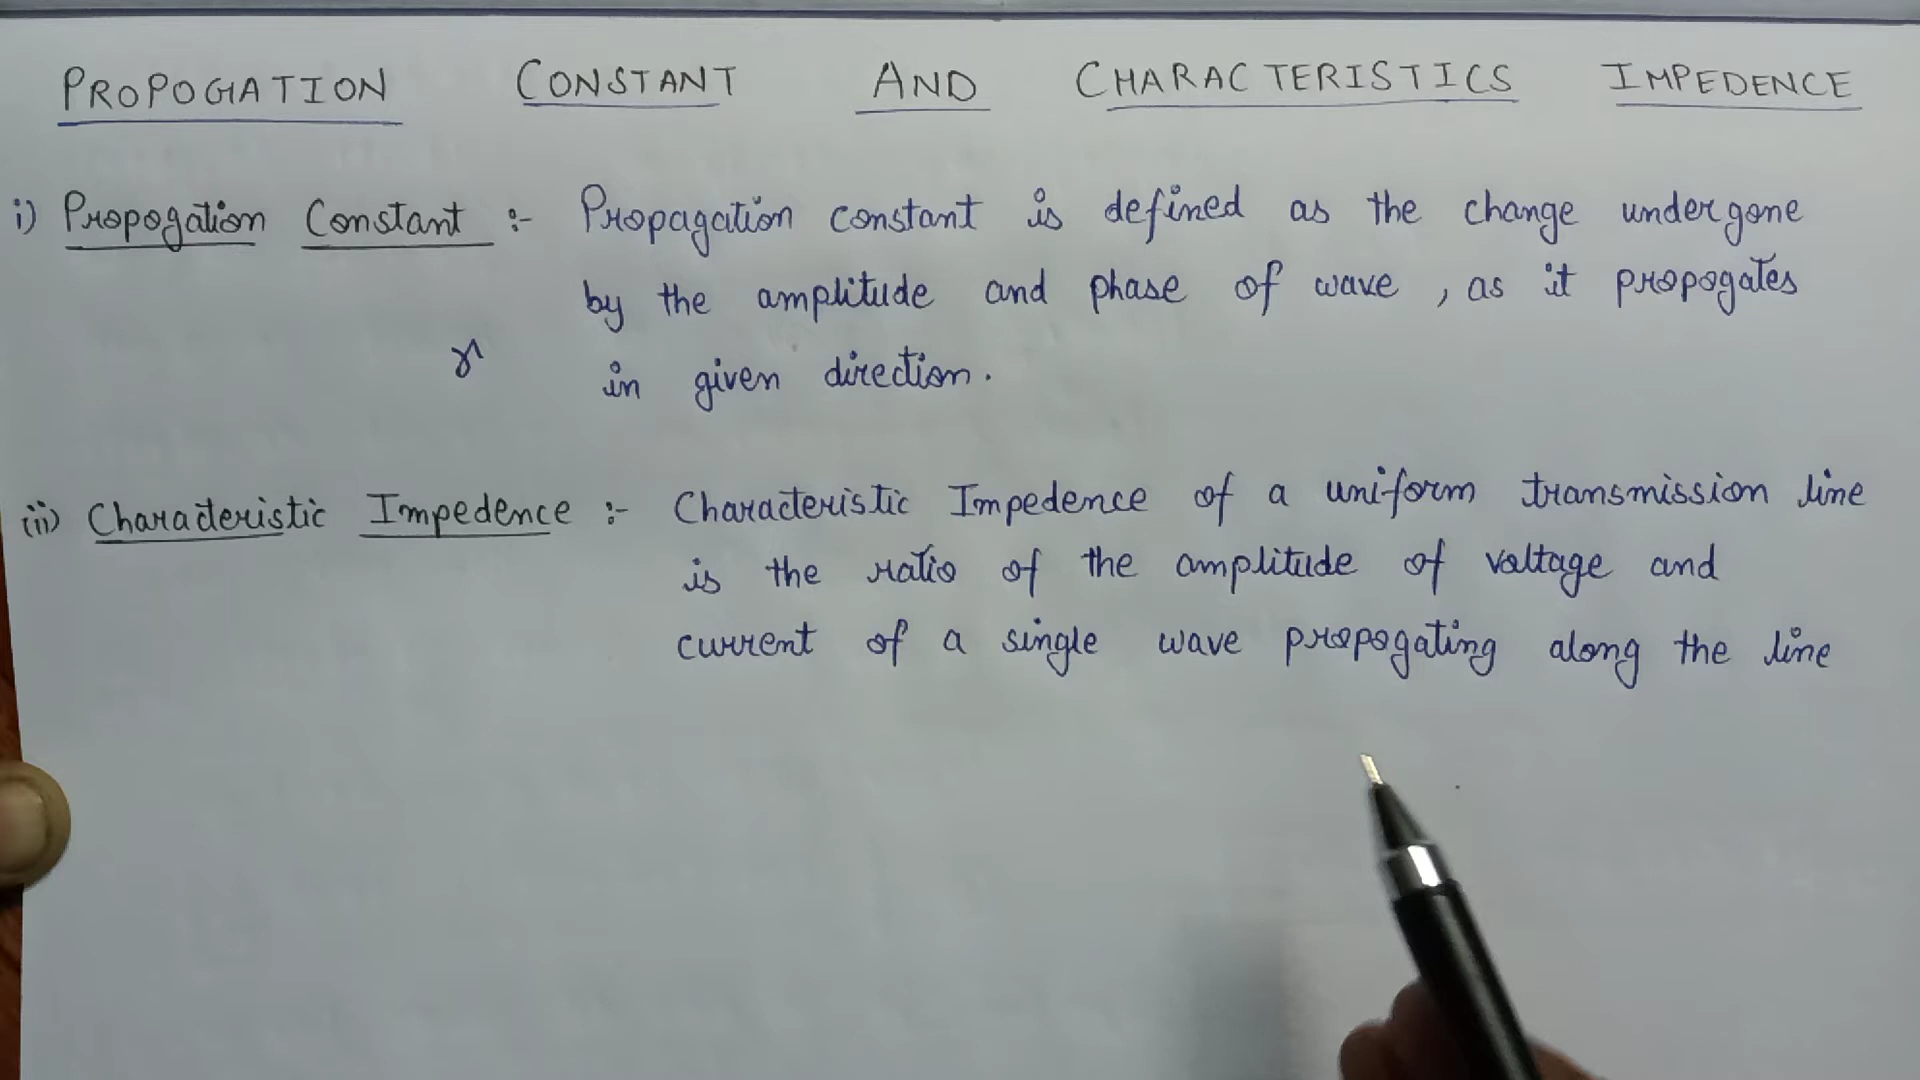 PROPOGATION CONSTANT AND CHARACTERISTICS IMPEDENCE
i) Propogation Constant :- Propagation constant is defined as the change undergone
by the amplitude and phase of wave, as it propogates
γ
in given direction.
(ii) Characteristic Impedence :- Characteristic Impedence of a uniform transmission line
is the ratio of the amplitude of voltage and
current of a single wave propogating along the line